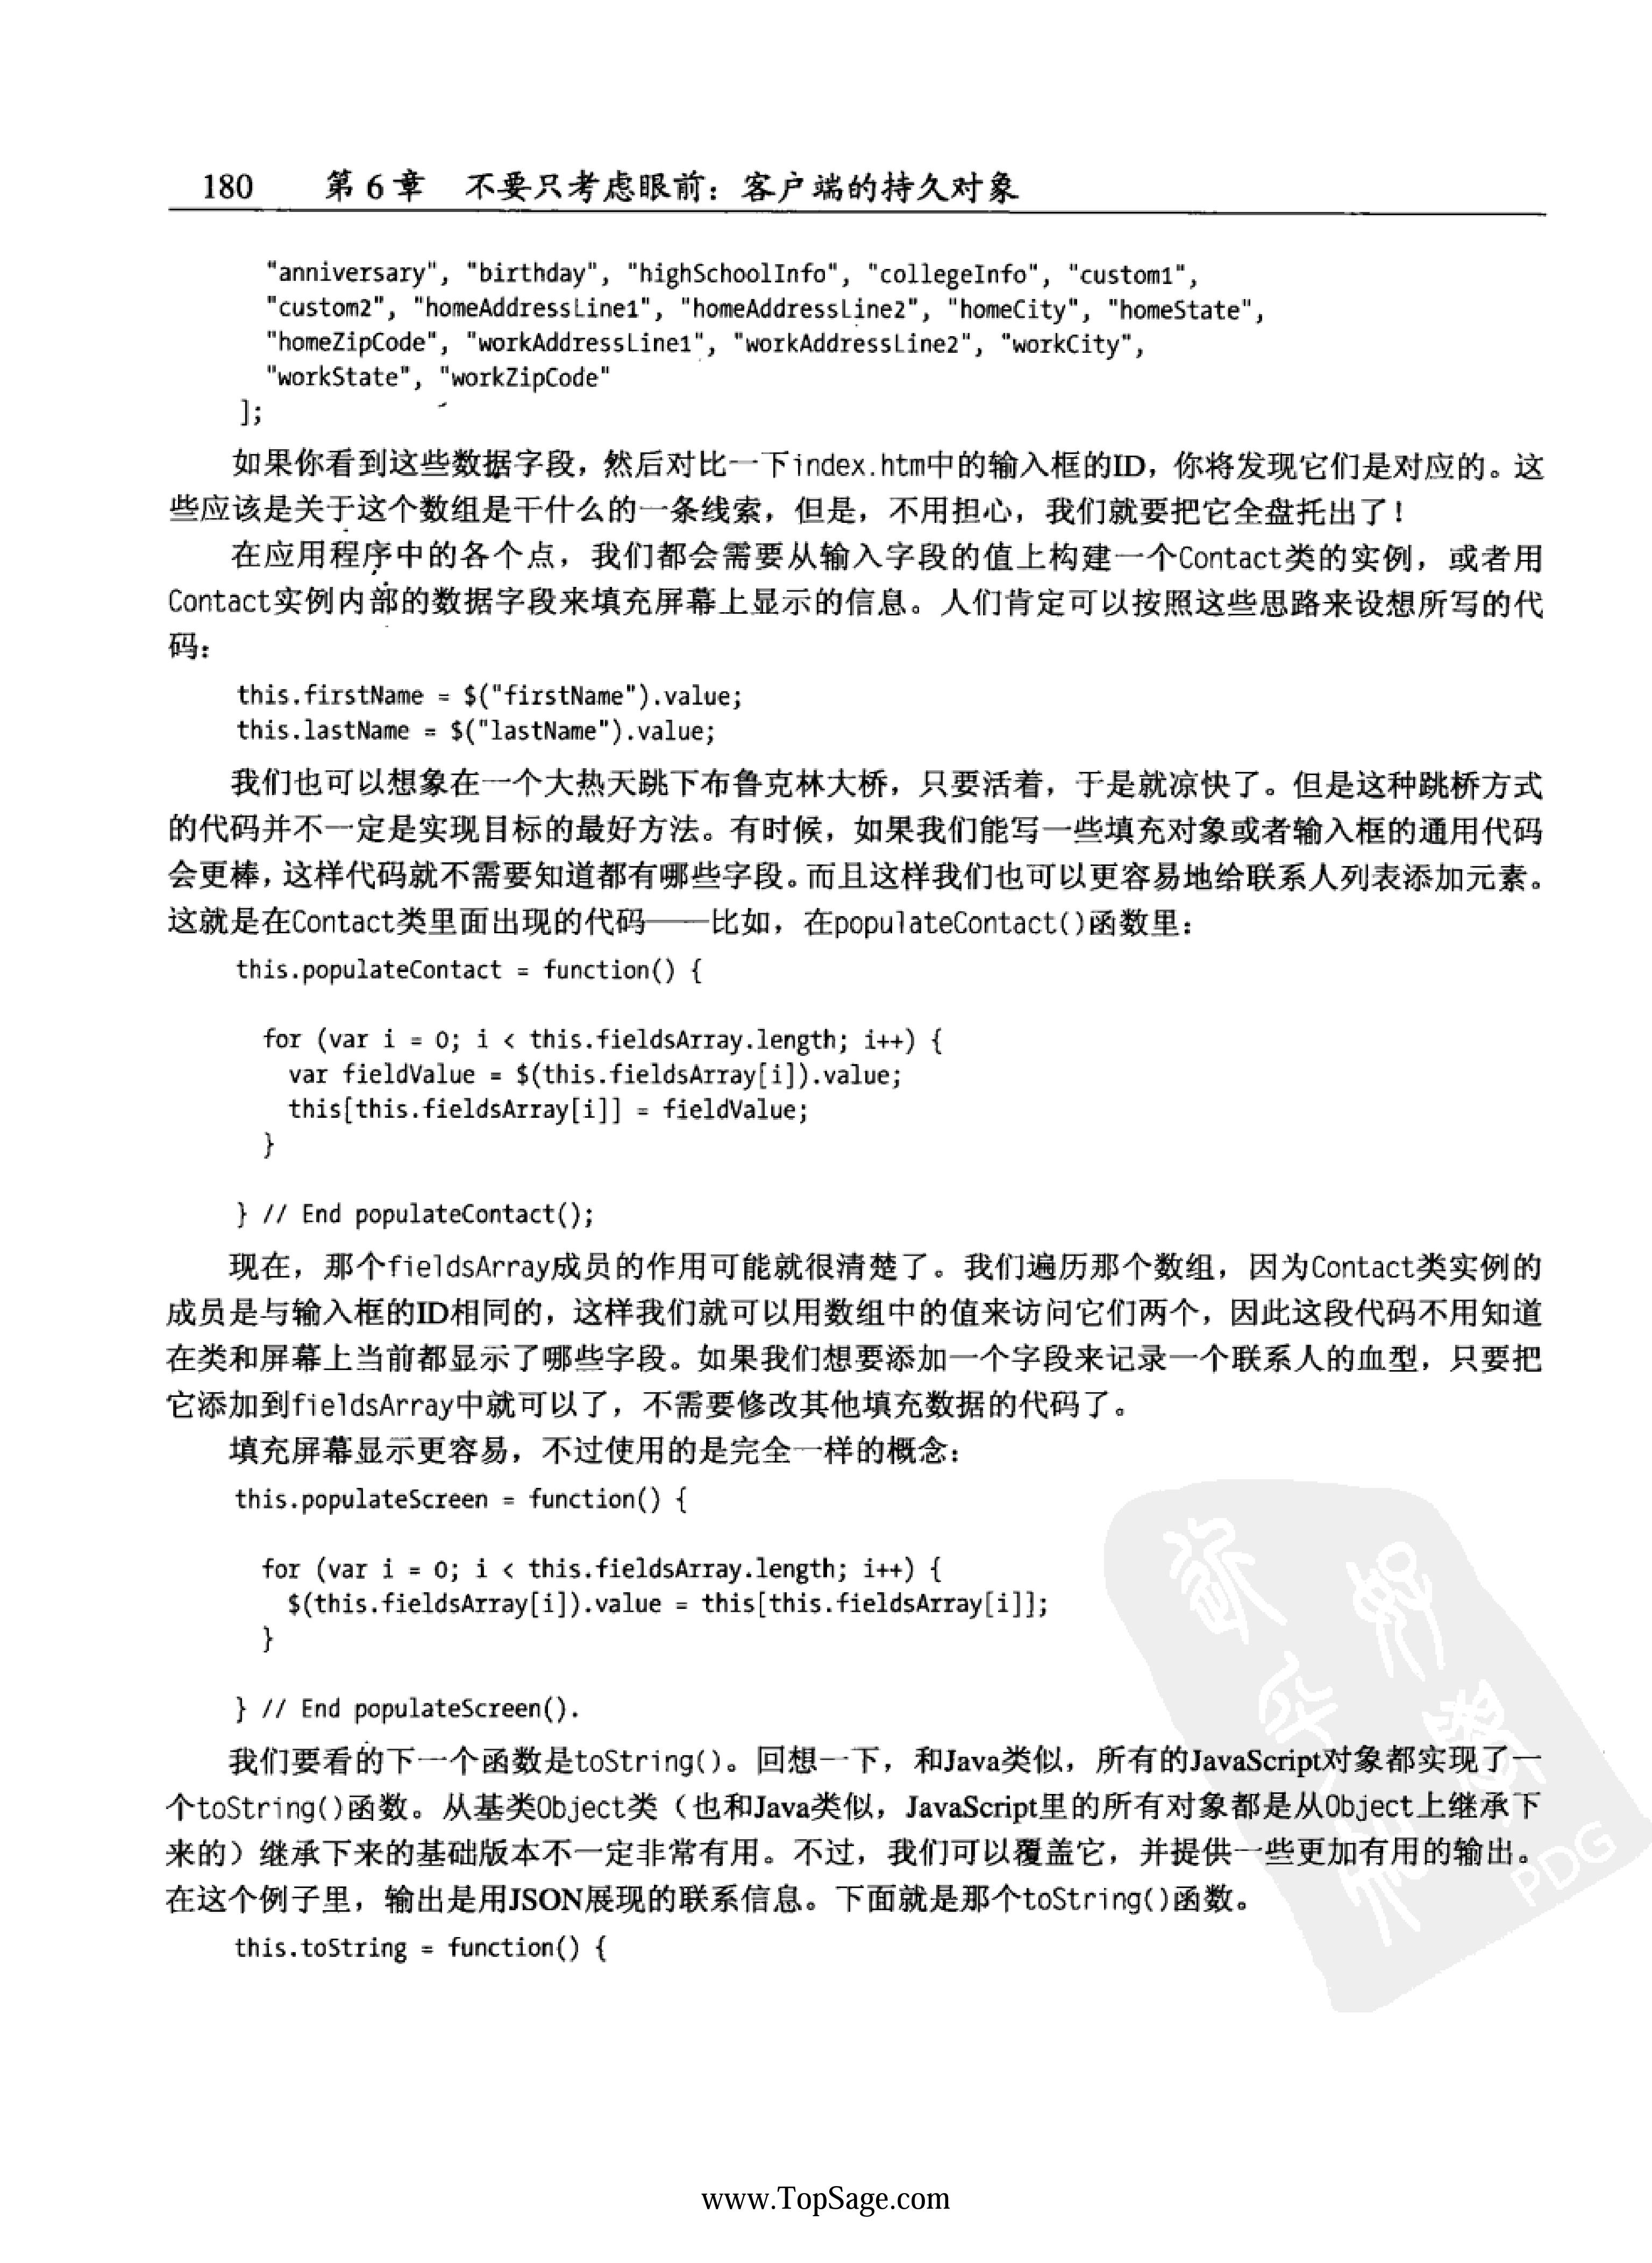 180 第 6 章 不要只考虑眼前：客户端的持久对象
"anniversary", "birthday", "highSchoolInfo", "collegeInfo", "custom1",
"custom2", "homeAddressLine1", "homeAddressLine2", "homeCity", "homeState",
"homeZipCode", "workAddressLine1", "workAddressLine2", "workCity",
"workState", "workZipCode"
];
如果你看到这些数据字段，然后对比一下index.htm中的输入框的ID，你将发现它们是对应的。这
些应该是关于这个数组是干什么的一条线索，但是，不用担心，我们就要把它全盘托出了！
在应用程序中的各个点，我们都会需要从输入字段的值上构建一个Contact类的实例，或者用
Contact实例内部的数据字段来填充屏幕上显示的信息。人们肯定可以按照这些思路来设想所写的代
码：
this.firstName = $("firstName").value;
this.lastName = $("lastName").value;
我们也可以想象在一个大热天跳下布鲁克林大桥，只要活着，于是就凉快了。但是这种跳桥方式
的代码并不一定是实现目标的最好方法。有时候，如果我们能写一些填充对象或者输入框的通用代码
会更棒，这样代码就不需要知道都有哪些字段。而且这样我们也可以更容易地给联系人列表添加元素。
这就是在Contact类里面出现的代码——比如，在populateContact()函数里：
this.populateContact = function() {
for (var i = 0; i < this.fieldsArray.length; i++) {
var fieldValue = $(this.fieldsArray[i]).value;
this[this.fieldsArray[i]] = fieldValue;
}
} // End populateContact();
现在，那个fieldsArray成员的作用可能就很清楚了。我们遍历那个数组，因为Contact类实例的
成员是与输入框的ID相同的，这样我们就可以用数组中的值来访问它们两个，因此这段代码不用知道
在类和屏幕上当前都显示了哪些字段。如果我们想要添加一个字段来记录一个联系人的血型，只要把
它添加到fieldsArray中就可以了，不需要修改其他填充数据的代码了。
填充屏幕显示更容易，不过使用的是完全一样的概念：
this.populateScreen = function() {
for (var i = 0; i < this.fieldsArray.length; i++) {
$(this.fieldsArray[i]).value = this[this.fieldsArray[i]];
}
} // End populateScreen().
我们要看的下一个函数是toString()。回想一下，和Java类似，所有的JavaScript对象都实现了一
个toString()函数。从基类Object类（也和Java类似，JavaScript里的所有对象都是从Object上继承下
来的）继承下来的基础版本不一定非常有用。不过，我们可以覆盖它，并提供一些更加有用的输出。
在这个例子里，输出是用JSON展现的联系信息。下面就是那个toString()函数。
this.toString = function() {
PDG
www.TopSage.com